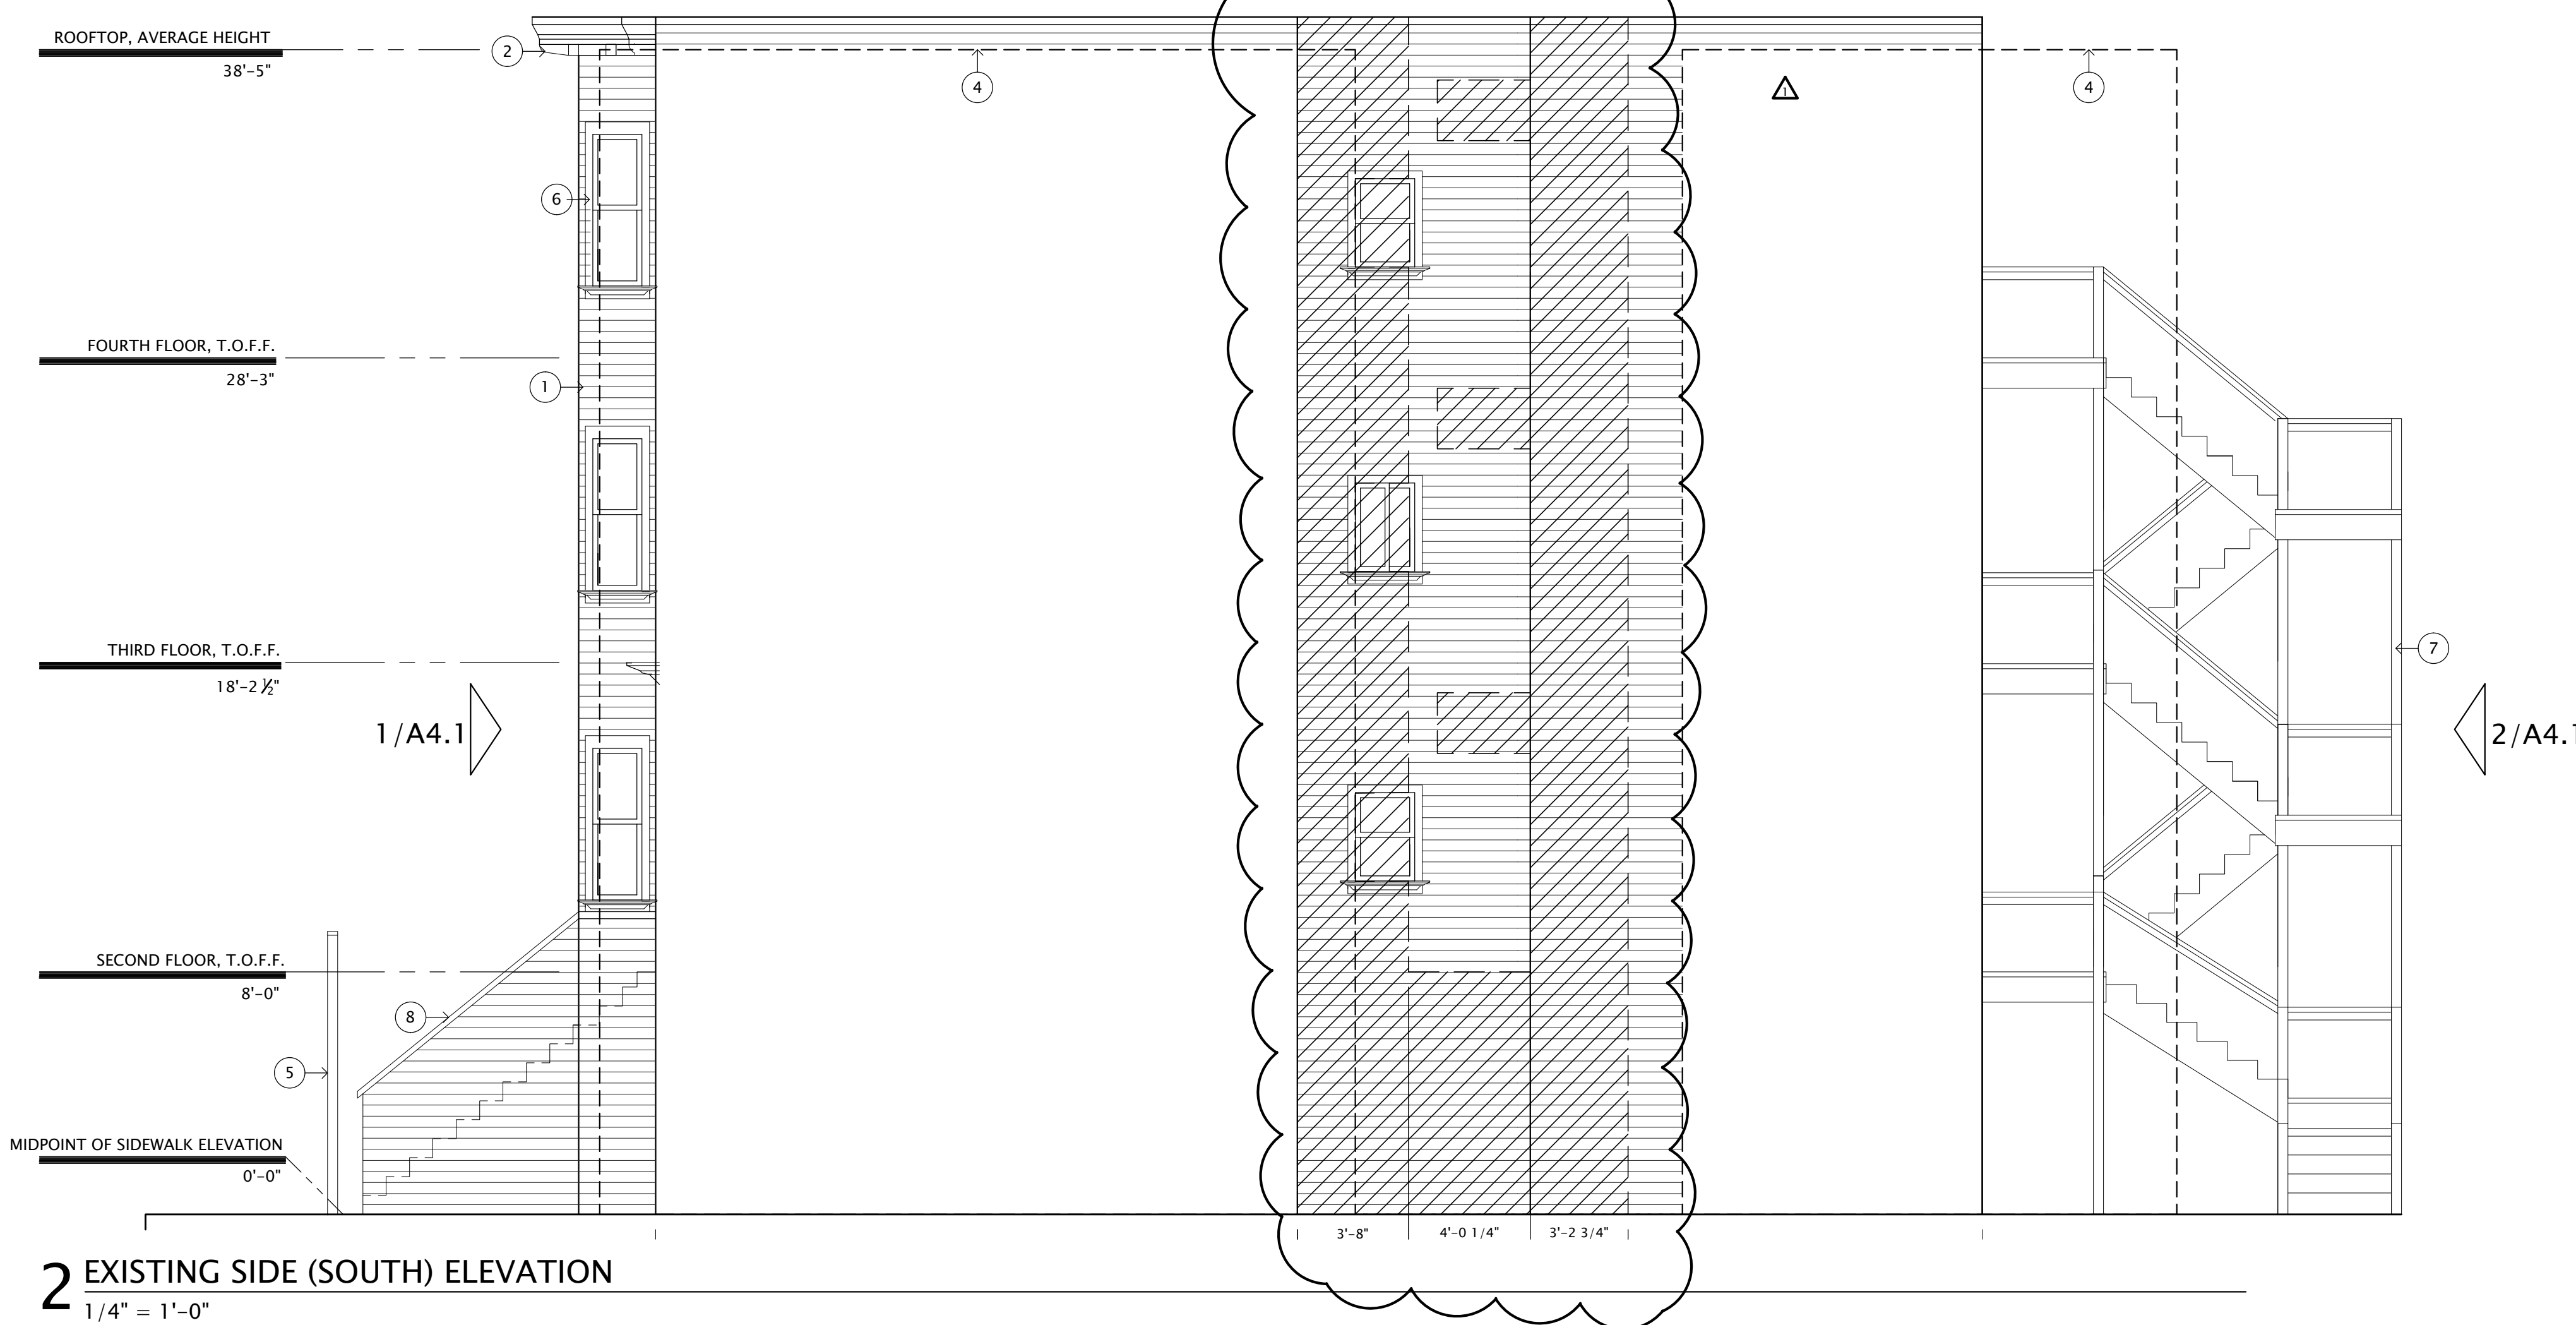 ROOFTOP, AVERAGE HEIGHT
38'-5"
2
4
1
4
6
FOURTH FLOOR, T.O.F.F.
28'-3"
1
THIRD FLOOR, T.O.F.F.
18'-2 ½"
7
1/A4.1
2/A4.1
SECOND FLOOR, T.O.F.F.
8'-0"
8
5
MIDPOINT OF SIDEWALK ELEVATION
0'-0"
3'-8" 4'-0 1/4" 3'-2 3/4"
2 EXISTING SIDE (SOUTH) ELEVATION
1/4" = 1'-0"